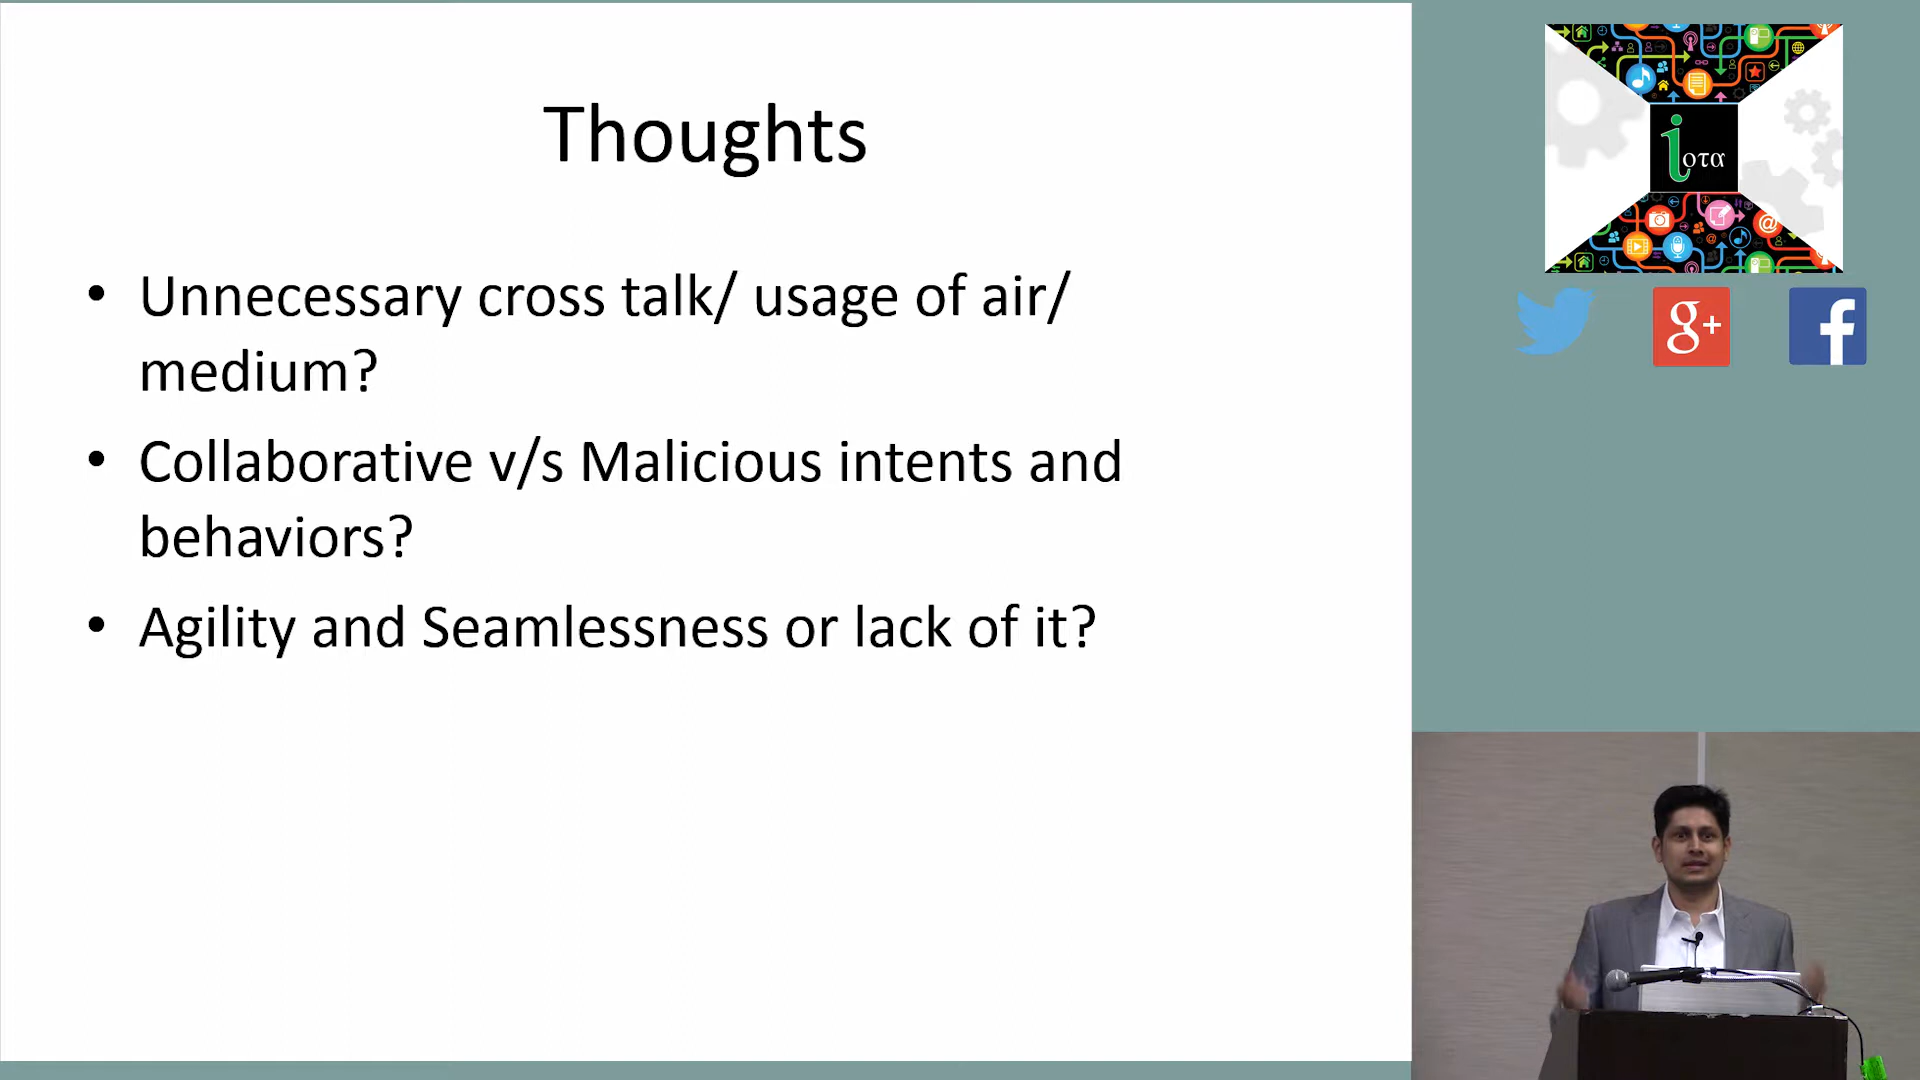 Thoughts
• Unnecessary cross talk/ usage of air/
medium?
• Collaborative v/s Malicious intents and
behaviors?
• Agility and Seamlessness or lack of it?
iοτα
g+
f
@
@